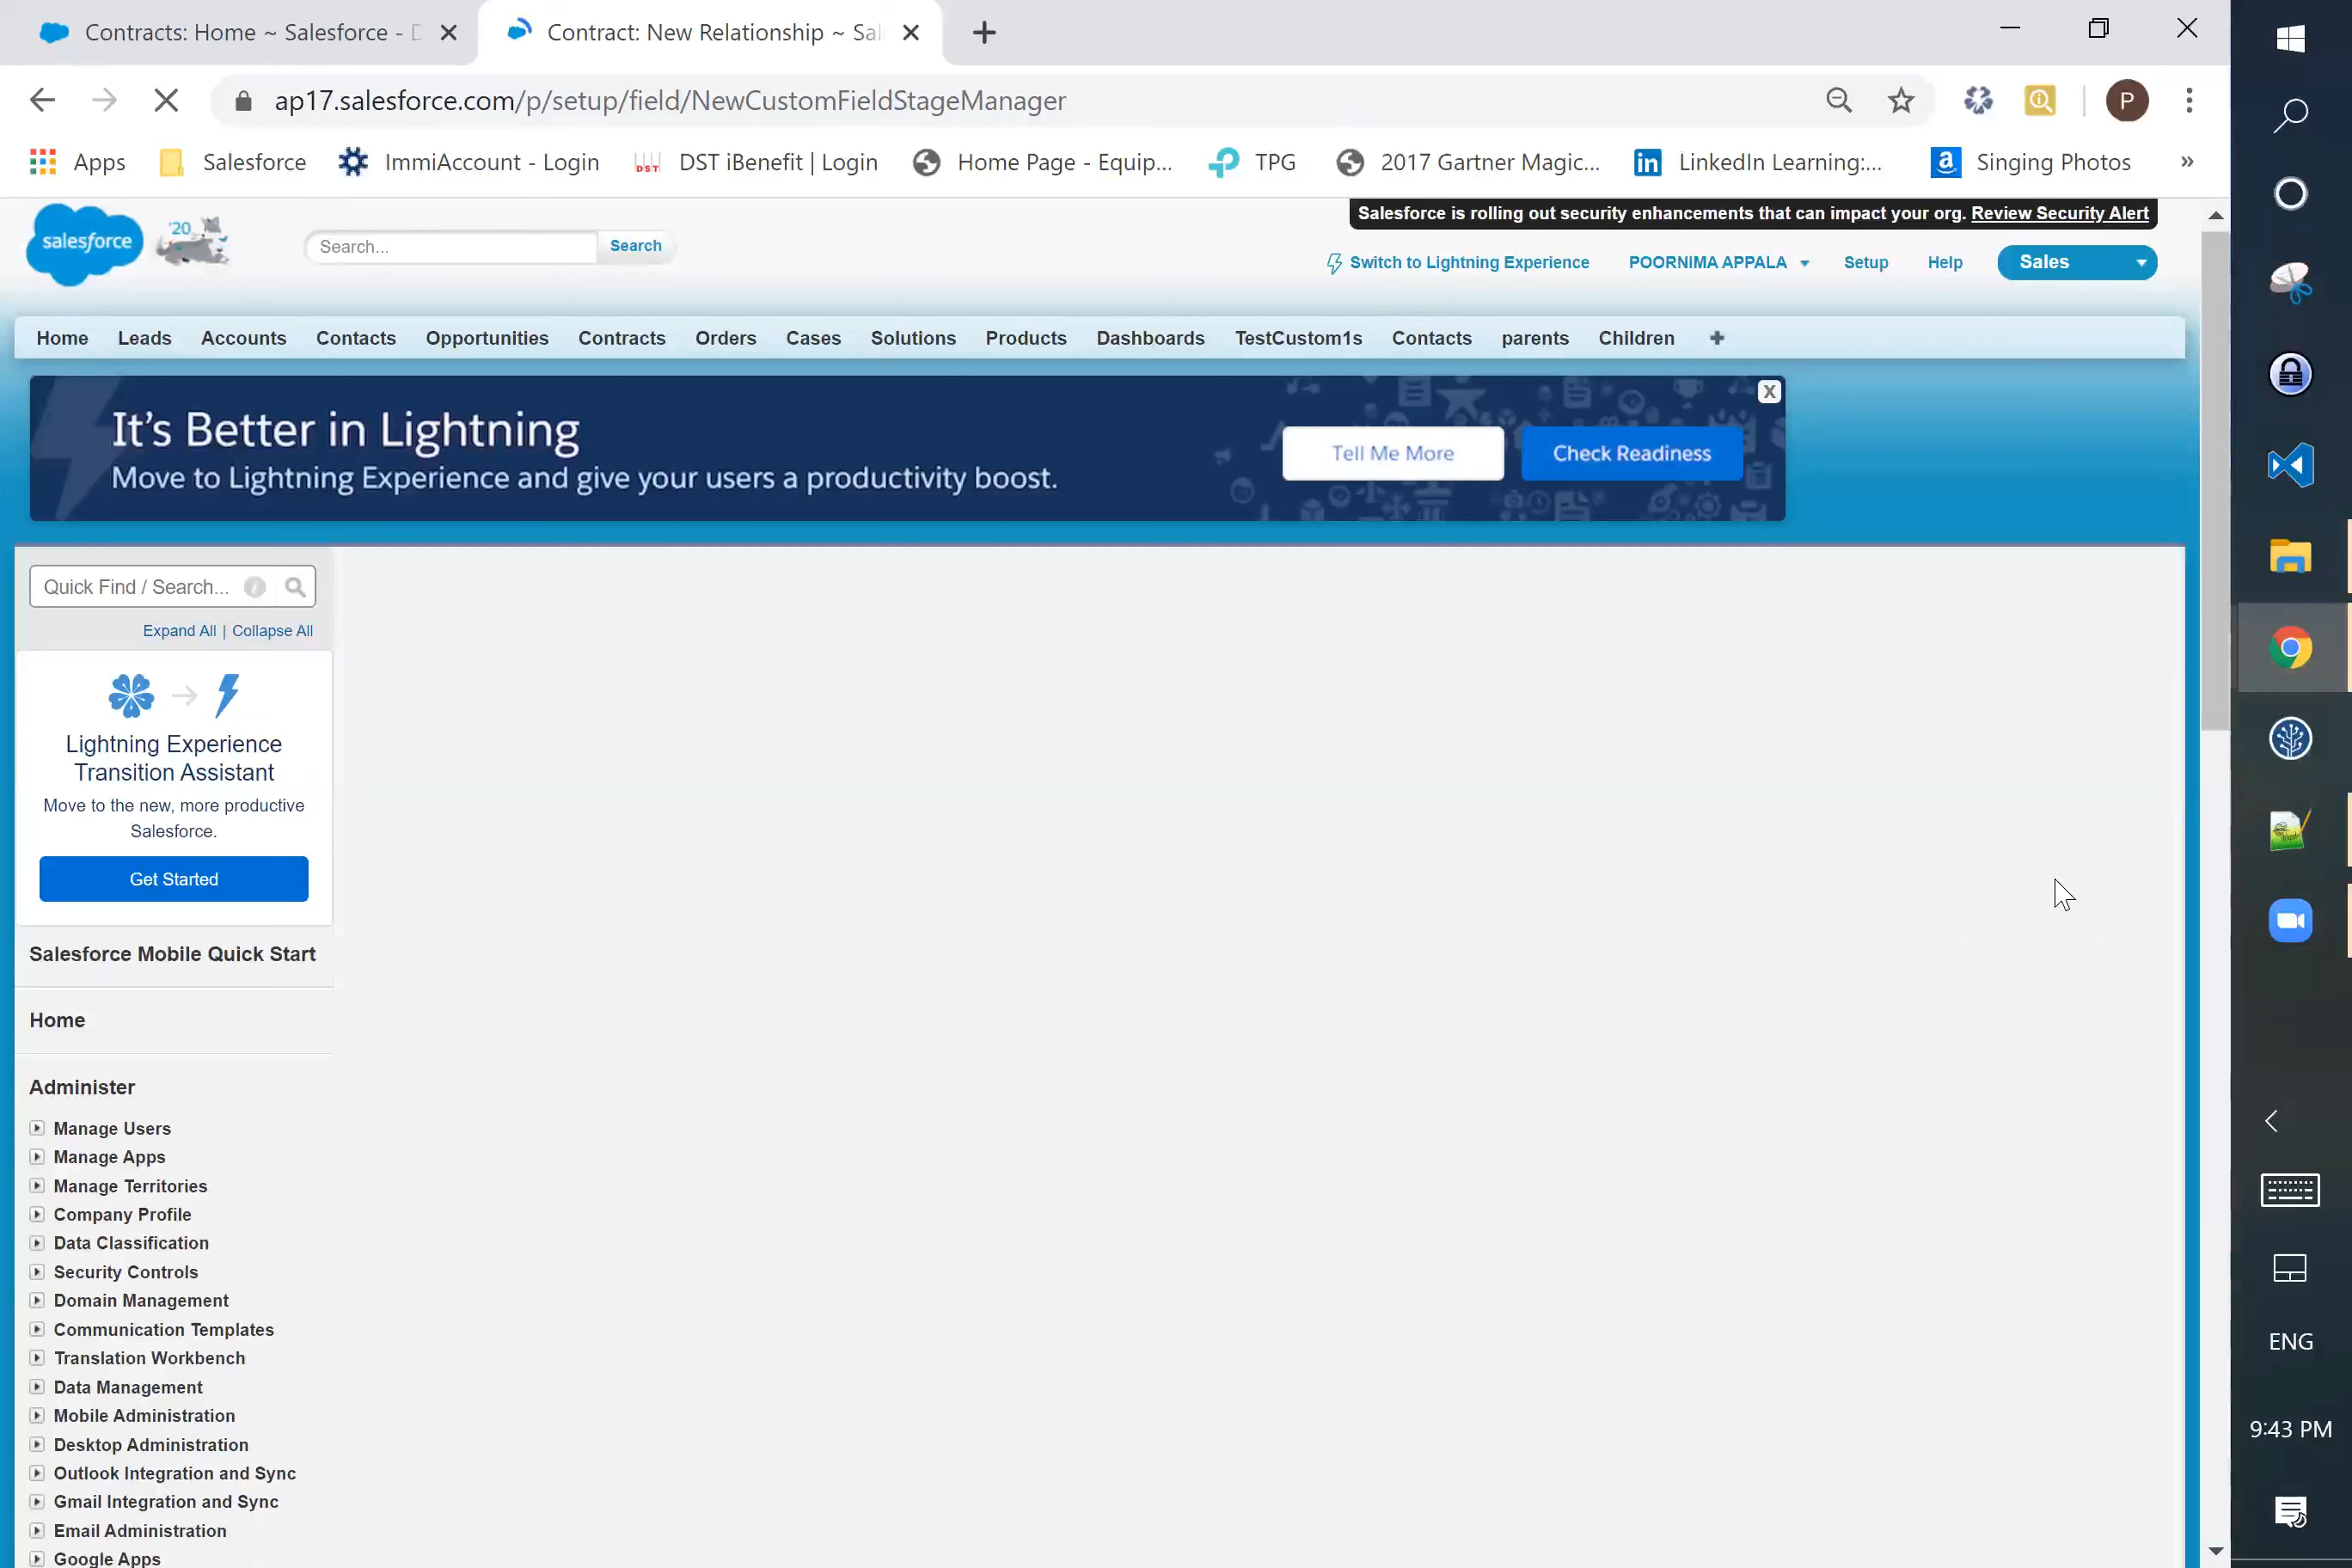 Contracts: Home ~ Salesforce - D
Contract: New Relationship ~ Sal
ap17.salesforce.com/p/setup/field/NewCustomFieldStageManager
P
Apps
Salesforce
ImmiAccount - Login
DST
DST iBenefit | Login
Home Page - Equip...
TPG
2017 Gartner Magic...
in
LinkedIn Learning:...
a
Singing Photos
»
Salesforce is rolling out security enhancements that can impact your org. Review Security Alert
salesforce
'20
Search...
Search
Switch to Lightning Experience
POORNIMA APPALA
Setup
Help
Sales
Home
Leads
Accounts
Contacts
Opportunities
Contracts
Orders
Cases
Solutions
Products
Dashboards
TestCustom1s
Contacts
parents
Children
It's Better in Lightning
Move to Lightning Experience and give your users a productivity boost.
Tell Me More
Check Readiness
X
Quick Find / Search...
Expand All | Collapse All
Lightning Experience
Transition Assistant
Move to the new, more productive
Salesforce.
Get Started
Salesforce Mobile Quick Start
Home
Administer
Manage Users
Manage Apps
Manage Territories
Company Profile
Data Classification
Security Controls
Domain Management
Communication Templates
Translation Workbench
Data Management
Mobile Administration
Desktop Administration
Outlook Integration and Sync
Gmail Integration and Sync
Email Administration
Google Apps
ENG
9:43 PM